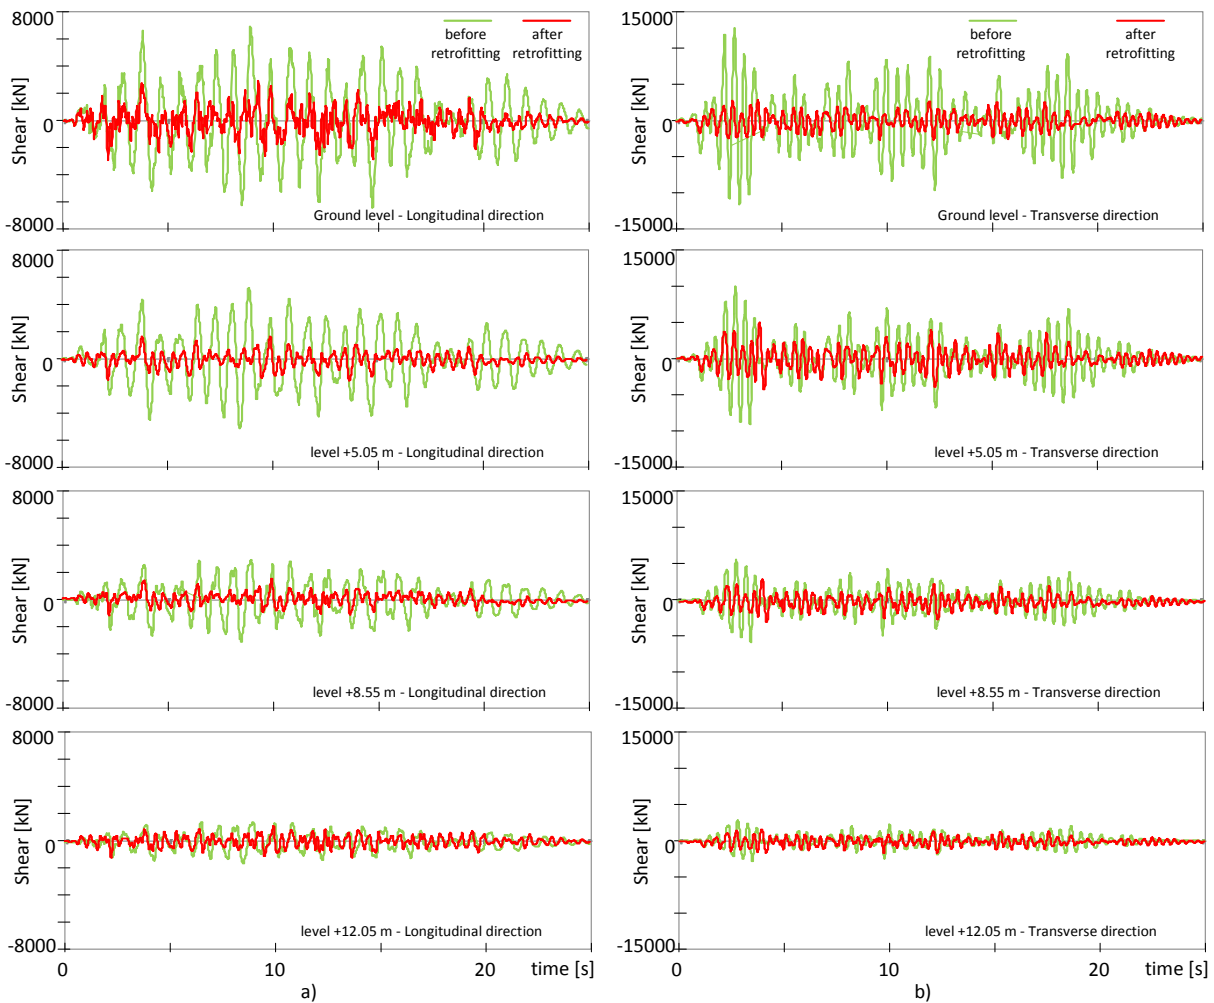 8000
before
retrofitting
after
retrofitting
Shear [kN]
0
-8000
Ground level - Longitudinal direction
15000
before
retrofitting
after
retrofitting
Shear [kN]
0
-15000
Ground level - Transverse direction
8000
Shear [kN]
0
-8000
level +5.05 m - Longitudinal direction
15000
Shear [kN]
0
-15000
level +5.05 m - Transverse direction
8000
Shear [kN]
0
-8000
level +8.55 m - Longitudinal direction
15000
Shear [kN]
0
-15000
level +8.55 m - Transverse direction
8000
Shear [kN]
0
-8000
level +12.05 m - Longitudinal direction
0 10 20 time [s]
a)
15000
Shear [kN]
0
-15000
level +12.05 m - Transverse direction
0 10 20 time [s]
b)